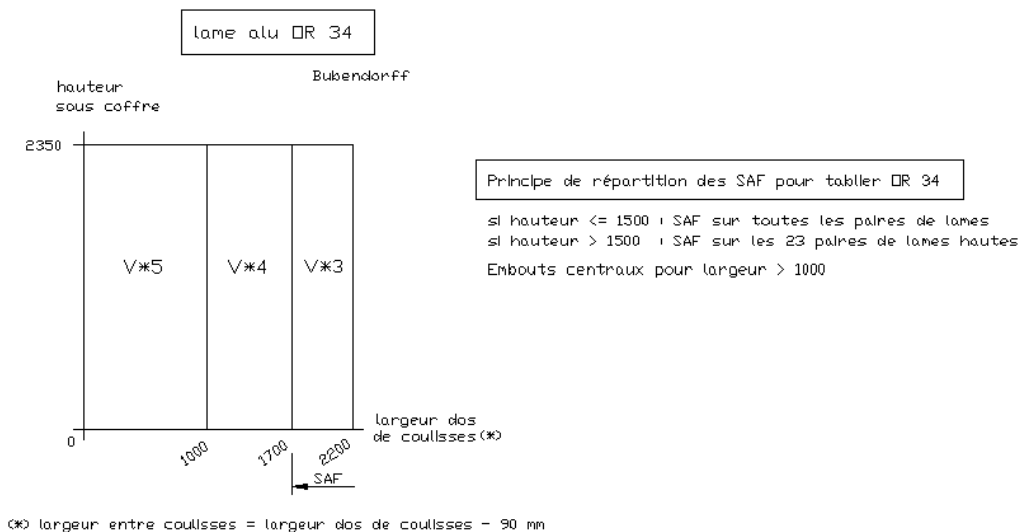 lame alu □R 34
Bubendorff
hauteur
sous coffre
2350
V*5
V*4
V*3
0
1000
1700
2200
largeur dos
de coulisses(*)
SAF
Principe de répartition des SAF pour tablier □R 34
si hauteur <= 1500 : SAF sur toutes les paires de lames
si hauteur > 1500 : SAF sur les 23 paires de lames hautes
Embouts centraux pour largeur > 1000
(*) largeur entre coulisses = largeur dos de coulisses - 90 mm